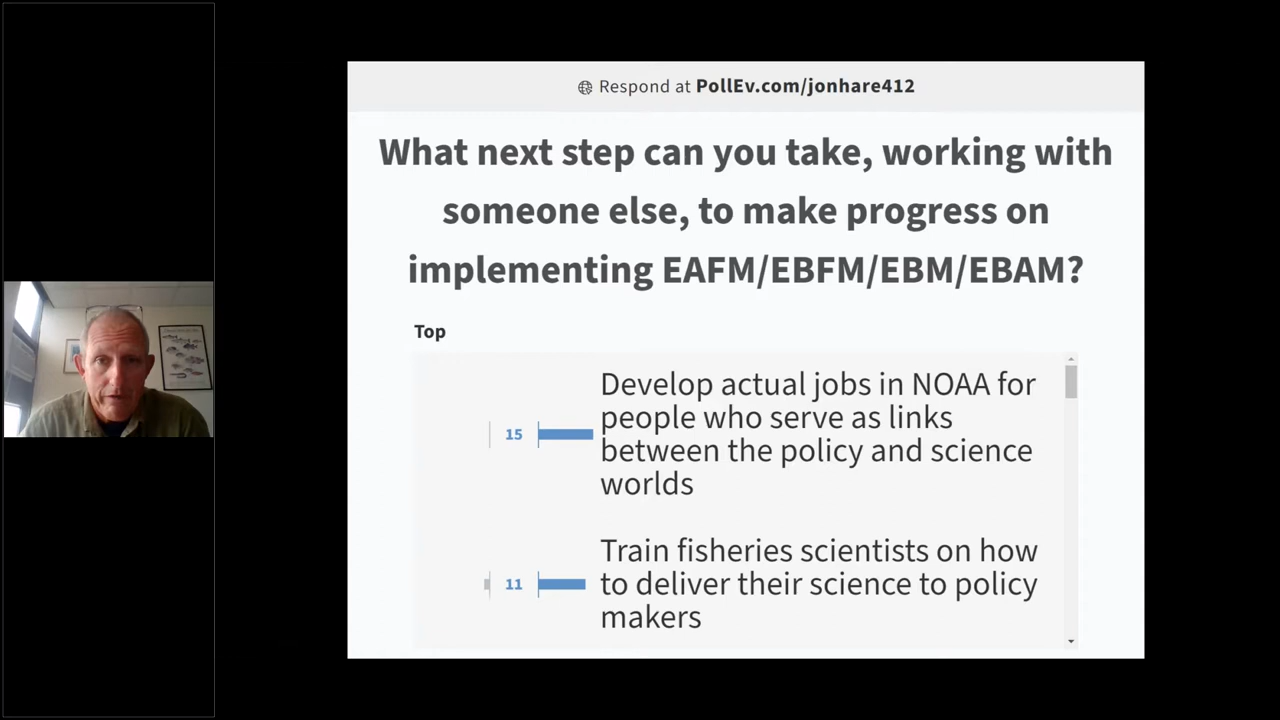 Respond at PollEv.com/jonhare412
What next step can you take, working with
someone else, to make progress on
implementing EAFM/EBFM/EBM/EBAM?
Top
15
Develop actual jobs in NOAA for
people who serve as links
between the policy and science
worlds
11
Train fisheries scientists on how
to deliver their science to policy
makers